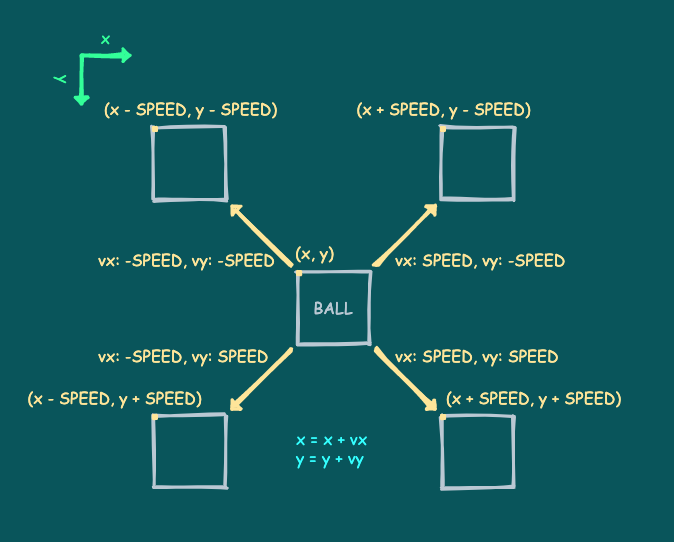 X
Y
(x - SPEED, y - SPEED)
(x + SPEED, y - SPEED)
(x, y)
vx: -SPEED, vy: -SPEED
vx: SPEED, vy: -SPEED
BALL
vx: -SPEED, vy: SPEED
vx: SPEED, vy: SPEED
(x - SPEED, y + SPEED)
(x + SPEED, y + SPEED)
x = x + vx
y = y + vy